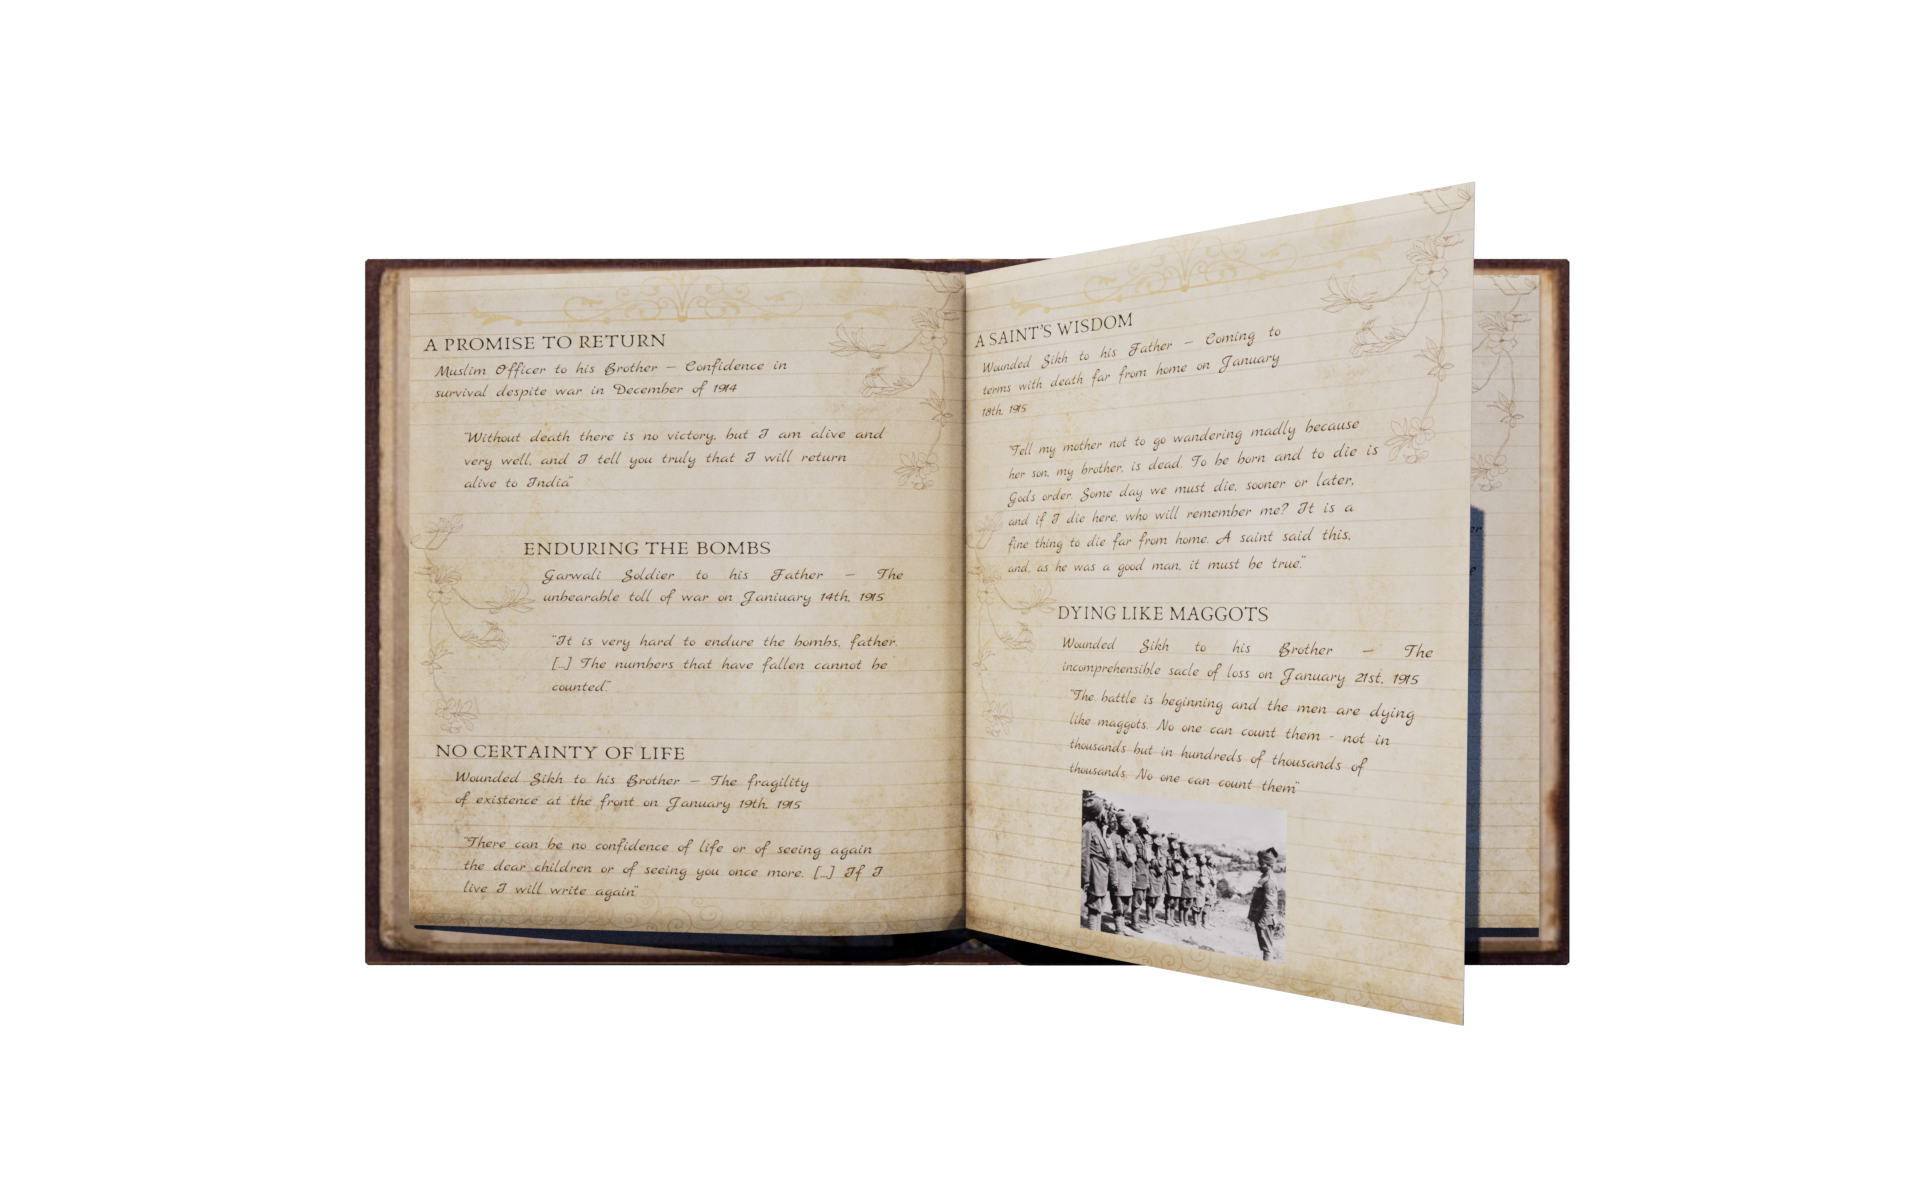 A PROMISE TO RETURN
Muslim Officer to his Brother – Confidence in
survival despite war in December of 1914
"Without death there is no victory, but I am alive and
very well, and I tell you truly that I will return
alive to India"
ENDURING THE BOMBS
Garwali Soldier to his Father – The
unbearable toll of war on Janiuary 14th, 1915
"It is very hard to endure the bombs, father.
[...] The numbers that have fallen cannot be
counted."
NO CERTAINTY OF LIFE
Wounded Sikh to his Brother – The fragility
of existence at the front on January 19th, 1915
"There can be no confidence of life or of seeing again
the dear children or of seeing you once more. [...] If I
live I will write again"
A SAINT'S WISDOM
Wounded Sikh to his Father – Coming to
terms with death far from home on January
18th, 1915
"Tell my mother not to go wandering madly because
her son, my brother, is dead. To be born and to die is
God's order. Some day we must die, sooner or later,
and if I die here, who will remember me? It is a
fine thing to die far from home. A saint said this,
and, as he was a good man, it must be true."
DYING LIKE MAGGOTS
Wounded Sikh to his Brother – The
incomprehensible sacle of loss on January 21st, 1915
"The battle is beginning and the men are dying
like maggots. No one can count them - not in
thousands but in hundreds of thousands of
thousands. No one can count them"